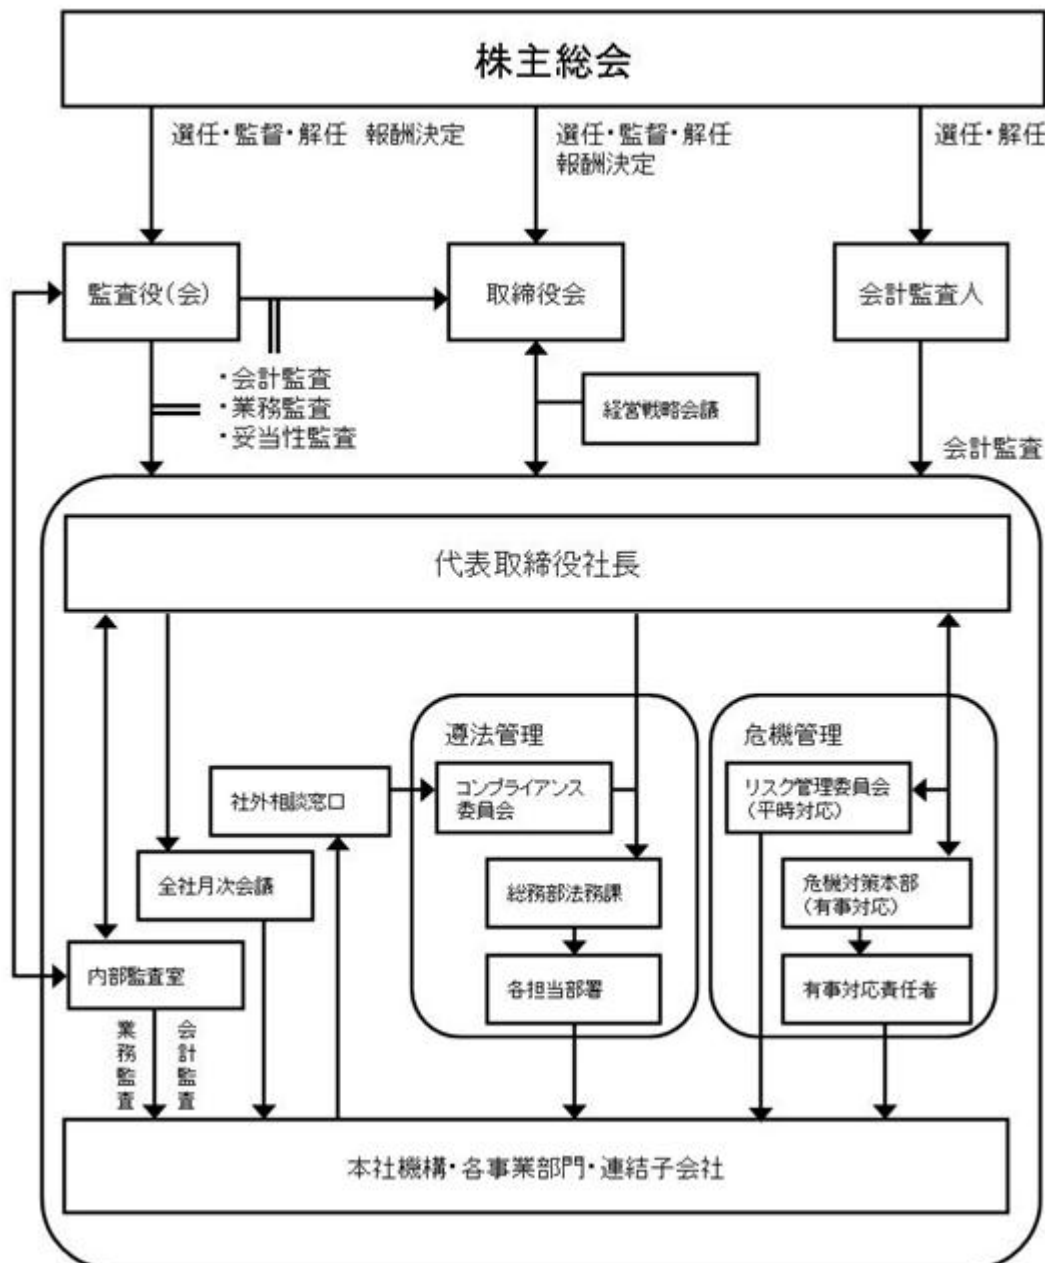 株主総会
選任・監督・解任 報酬決定
選任・監督・解任
報酬決定
選任・解任
監査役(会)
取締役会
会計監査人
・会計監査
・業務監査
・妥当性監査
経営戦略会議
会計監査
代表取締役社長
遵法管理
危機管理
社外相談窓口
コンプライアンス
委員会
リスク管理委員会
(平時対応)
全社月次会議
総務部法務課
危機対策本部
(有事対応)
内部監査室
各担当部署
有事対応責任者
業務監査
会計監査
本社機構・各事業部門・連結子会社